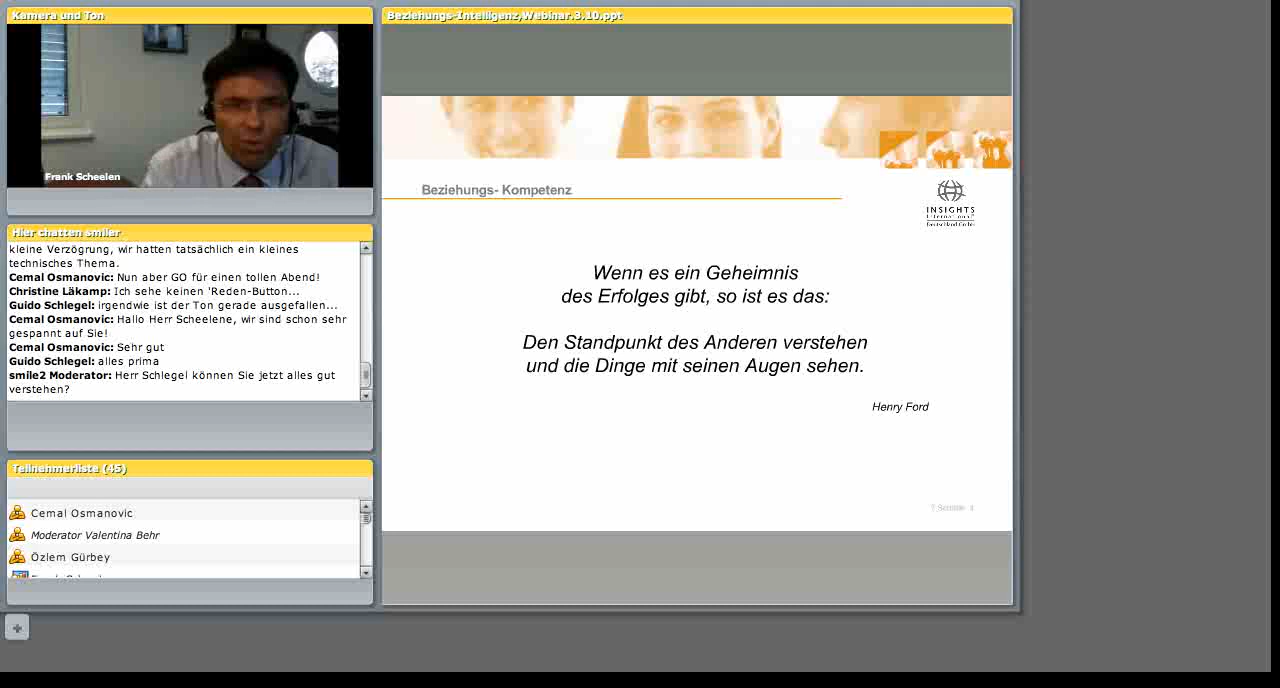 Kamera und Ton
Frank Scheelen
Hier chatten smiler
kleine Verzögrung, wir hatten tatsächlich ein kleines
technisches Thema.
Cemal Osmanovic: Nun aber GO für einen tollen Abend!
Christine Läkamp: Ich sehe keinen 'Reden-Button...
Guido Schlegel: irgendwie ist der Ton gerade ausgefallen...
Cemal Osmanovic: Hallo Herr Scheelene, wir sind schon sehr
gespannt auf Sie!
Cemal Osmanovic: Sehr gut
Guido Schlegel: alles prima
smile2 Moderator: Herr Schlegel können Sie jetzt alles gut
verstehen?
Teilnehmerliste (45)
Cemal Osmanovic
Moderator Valentina Behr
Özlem Gürbey
Beziehungs-Intelligenz,Webinar.3.10.ppt
Beziehungs- Kompetenz
INSIGHTS
International
Deutschland GmbH
Wenn es ein Geheimnis
des Erfolges gibt, so ist es das:
Den Standpunkt des Anderen verstehen
und die Dinge mit seinen Augen sehen.
Henry Ford